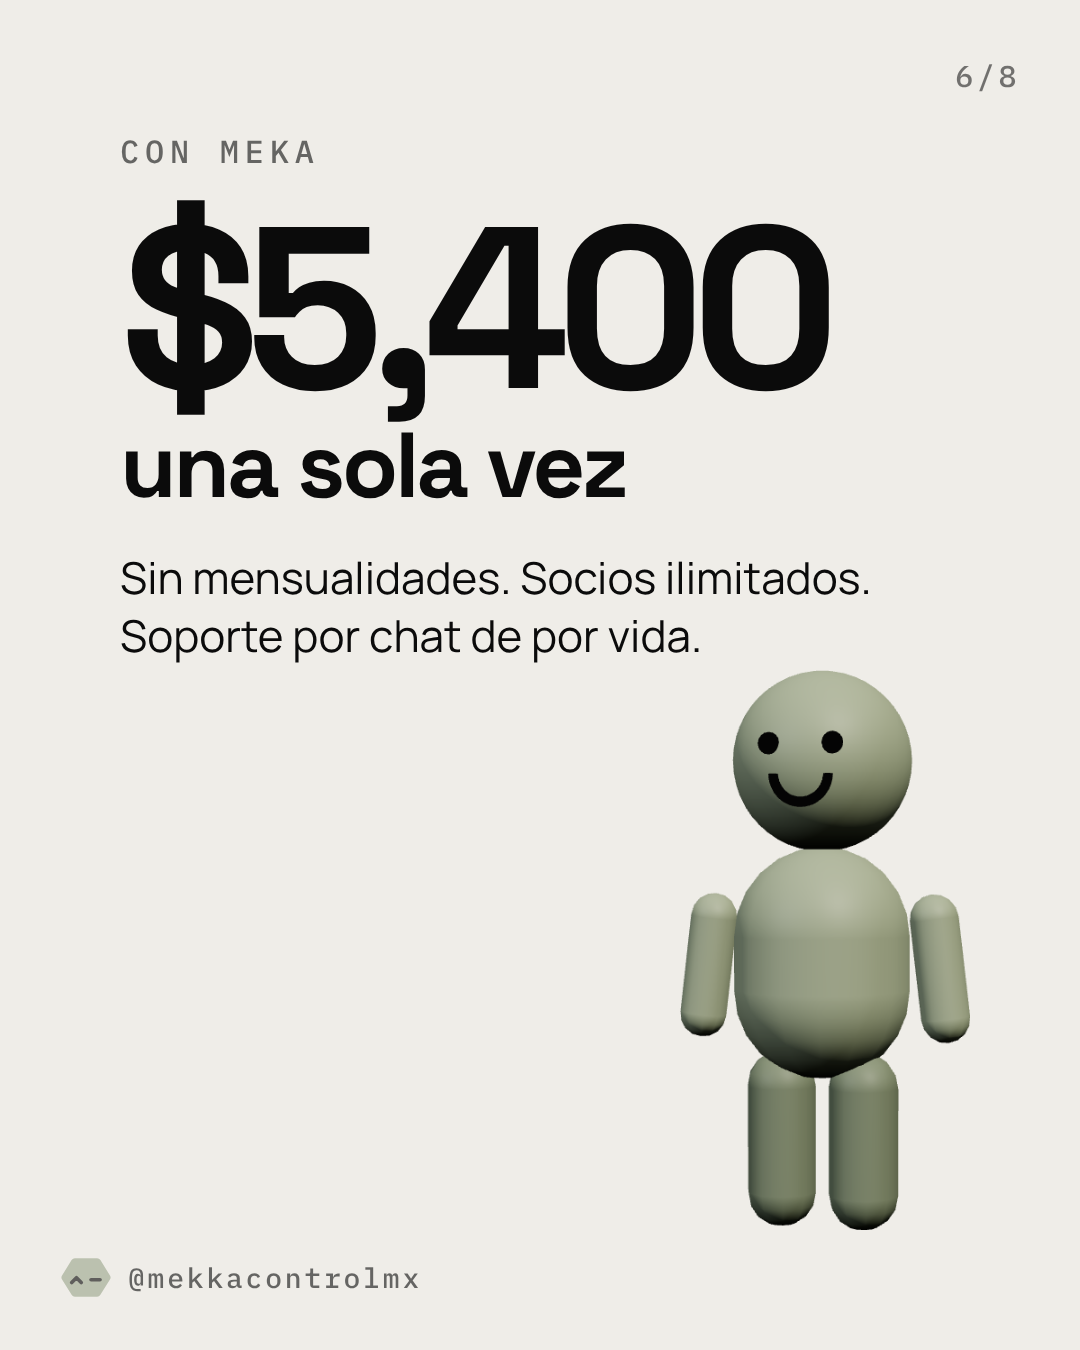 6/8
CON MEKA
$5,400
una sola vez
Sin mensualidades. Socios ilimitados.
Soporte por chat de por vida.
@mekkacontrolmx